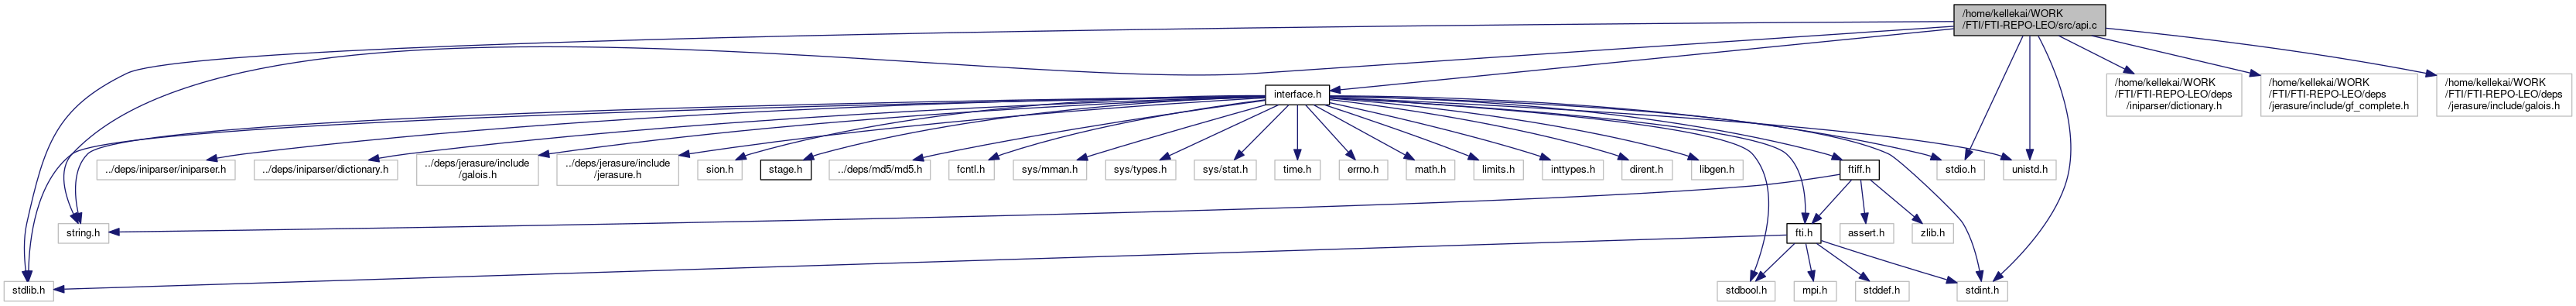 /home/kellekai/WORK
/FTI/FTI-REPO-LEO/src/api.c
interface.h
/home/kellekai/WORK
/FTI/FTI-REPO-LEO/deps
/iniparser/dictionary.h
/home/kellekai/WORK
/FTI/FTI-REPO-LEO/deps
/jerasure/include/gf_complete.h
/home/kellekai/WORK
/FTI/FTI-REPO-LEO/deps
/jerasure/include/galois.h
../deps/iniparser/iniparser.h
../deps/iniparser/dictionary.h
../deps/jerasure/include
/galois.h
../deps/jerasure/include
/jerasure.h
sion.h
stage.h
../deps/md5/md5.h
fcntl.h
sys/mman.h
sys/types.h
sys/stat.h
time.h
errno.h
math.h
limits.h
inttypes.h
dirent.h
libgen.h
ftiff.h
stdio.h
unistd.h
string.h
fti.h
assert.h
zlib.h
stdlib.h
stdbool.h
mpi.h
stddef.h
stdint.h